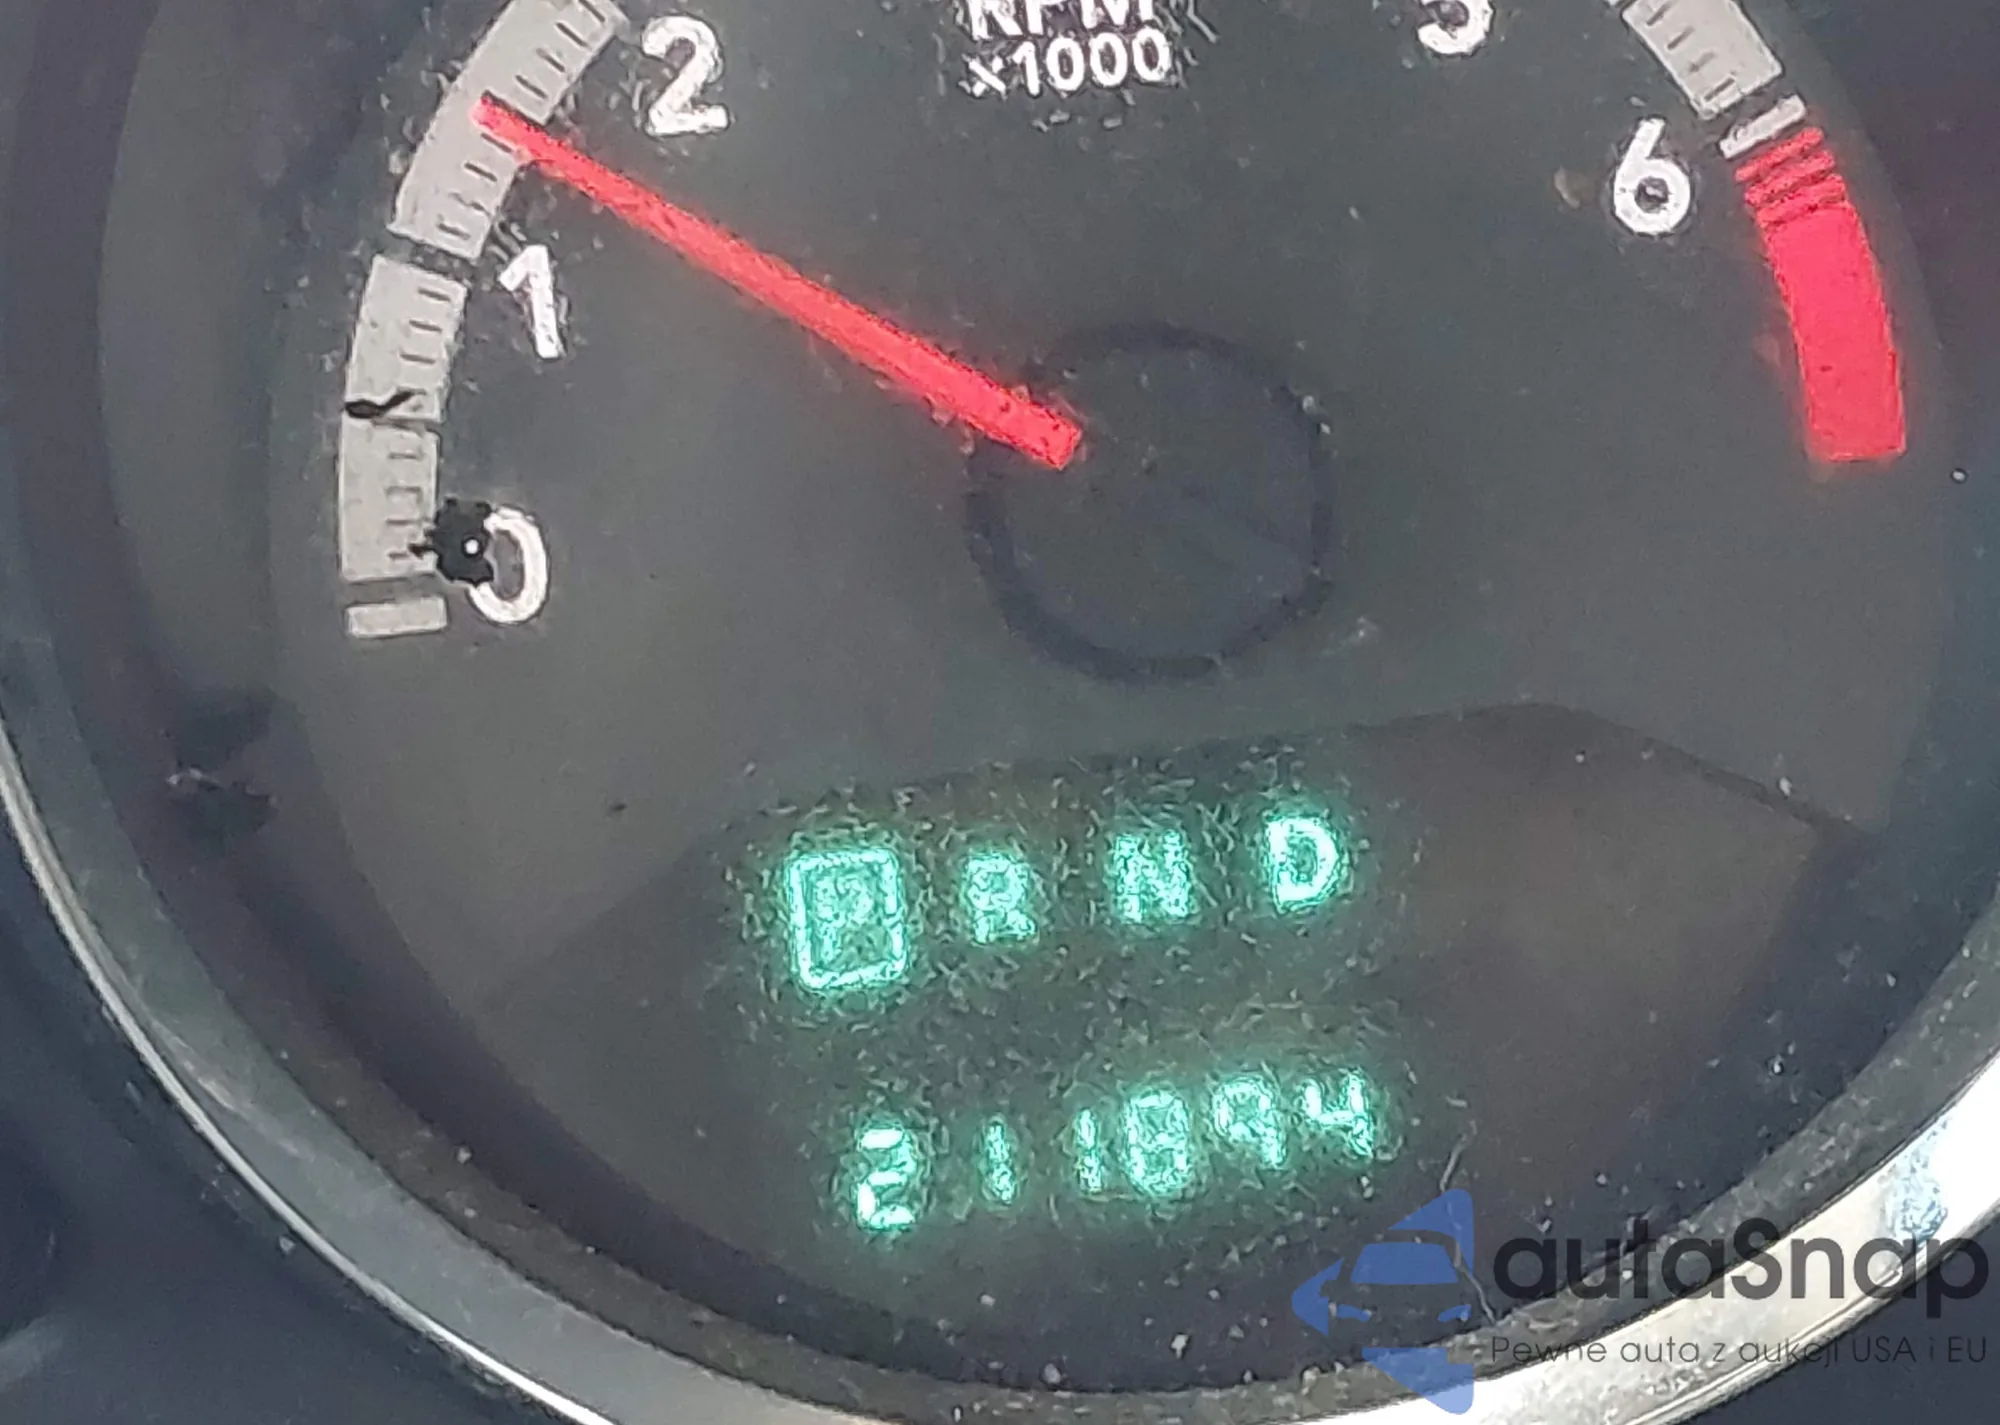 RPM
x1000
0
1
2
5
6
P R N D
211894
autaSnap
Pewne auta z aukcji USA i EU